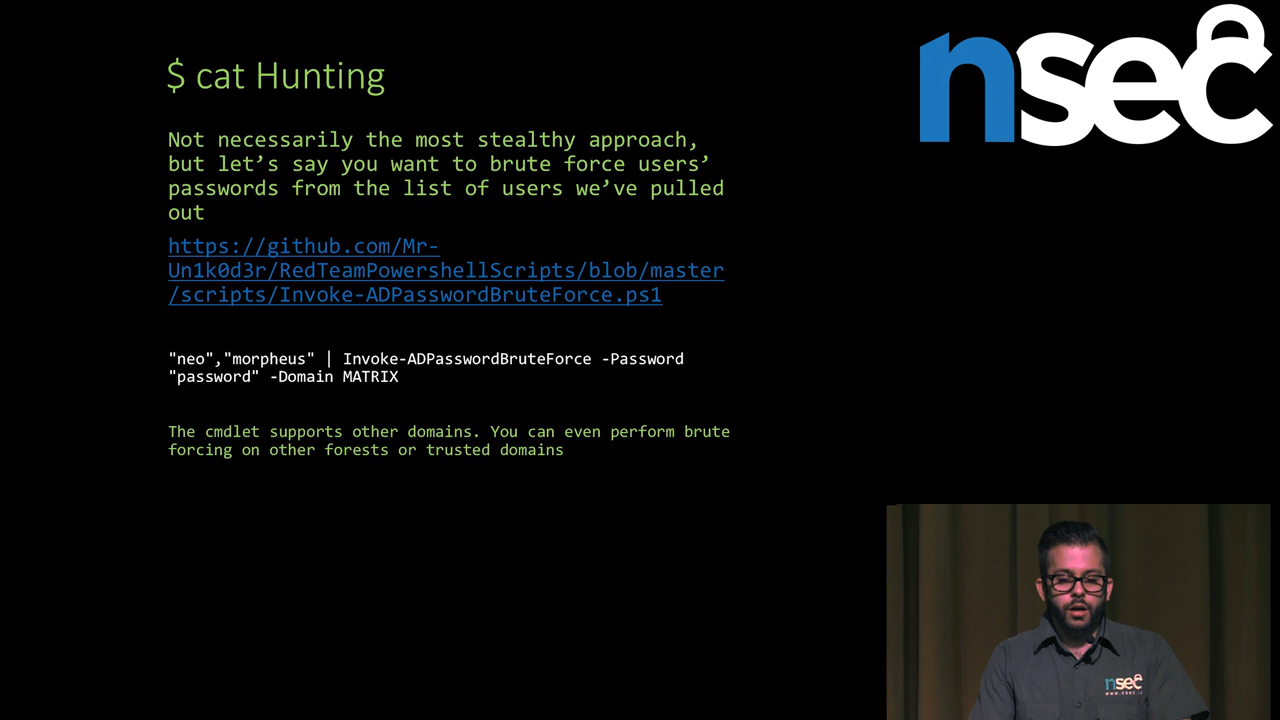 $ cat Hunting
nsec
Not necessarily the most stealthy approach,
but let’s say you want to brute force users’
passwords from the list of users we’ve pulled
out
https://github.com/Mr-
Un1k0d3r/RedTeamPowershellScripts/blob/master
/scripts/Invoke-ADPasswordBruteForce.ps1
"neo","morpheus" | Invoke-ADPasswordBruteForce -Password
"password" -Domain MATRIX
The cmdlet supports other domains. You can even perform brute
forcing on other forests or trusted domains
nsec